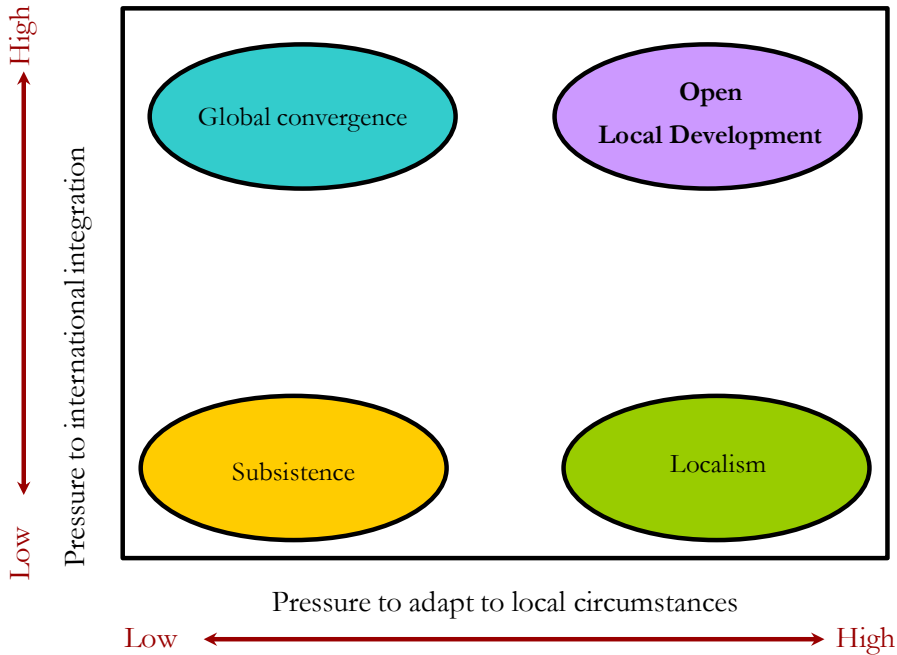 High
Pressure to international integration
Low
Global convergence
Open
Local Development
Subsistence
Localism
Pressure to adapt to local circumstances
Low
High